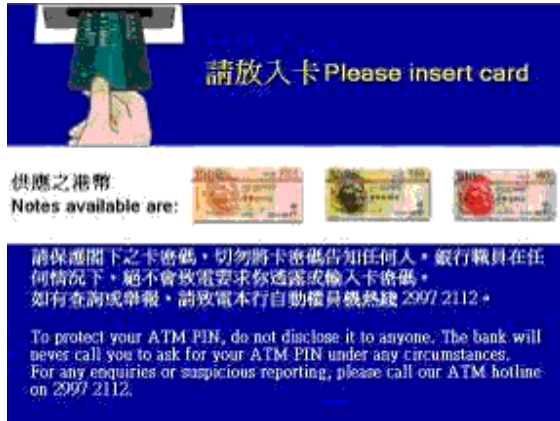 請放入卡 Please insert card
供應之港幣
Notes available are:
請保護閣下之卡密碼，切勿將卡密碼告知任何人。銀行職員在任
何情況下，絕不會致電要求你透露或輸入卡密碼。
如有查詢或舉報，請致電本行自動櫃員機熱綫 2997 2112。
To protect your ATM PIN, do not disclose it to anyone. The bank will
never call you to ask for your ATM PIN under any circumstances.
For any enquiries or suspicious reporting, please call our ATM hotline
on 2997 2112.